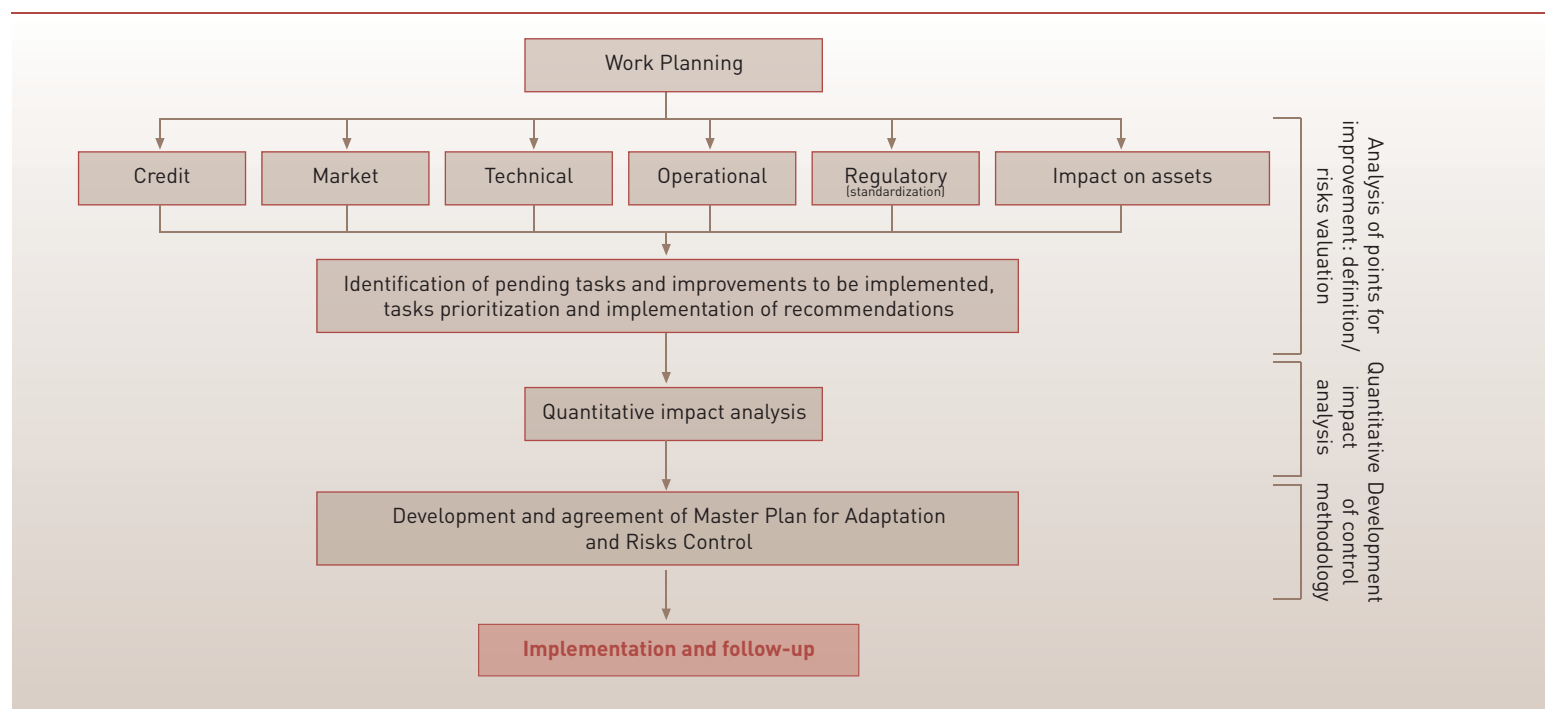 Work Planning
Credit
Market
Technical
Operational
Regulatory
(standardization)
Impact on assets
Identification of pending tasks and improvements to be implemented,
tasks prioritization and implementation of recommendations
Quantitative impact analysis
Development and agreement of Master Plan for Adaptation
and Risks Control
Implementation and follow-up
Analysis of points for
improvement: definition/
risks valuation
Quantitative
impact
analysis
Development
of control
methodology